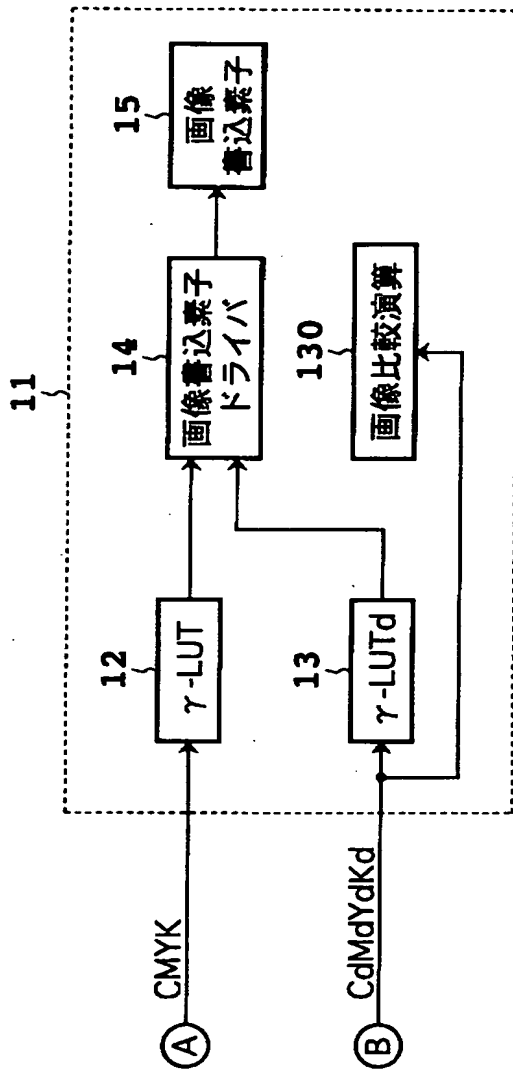 11
A
CMYK
12
γ-LUT
14
画像書込素子
ドライバ
15
画像
書込素子
B
CdMdYdKd
13
γ-LUTd
130
画像比較演算